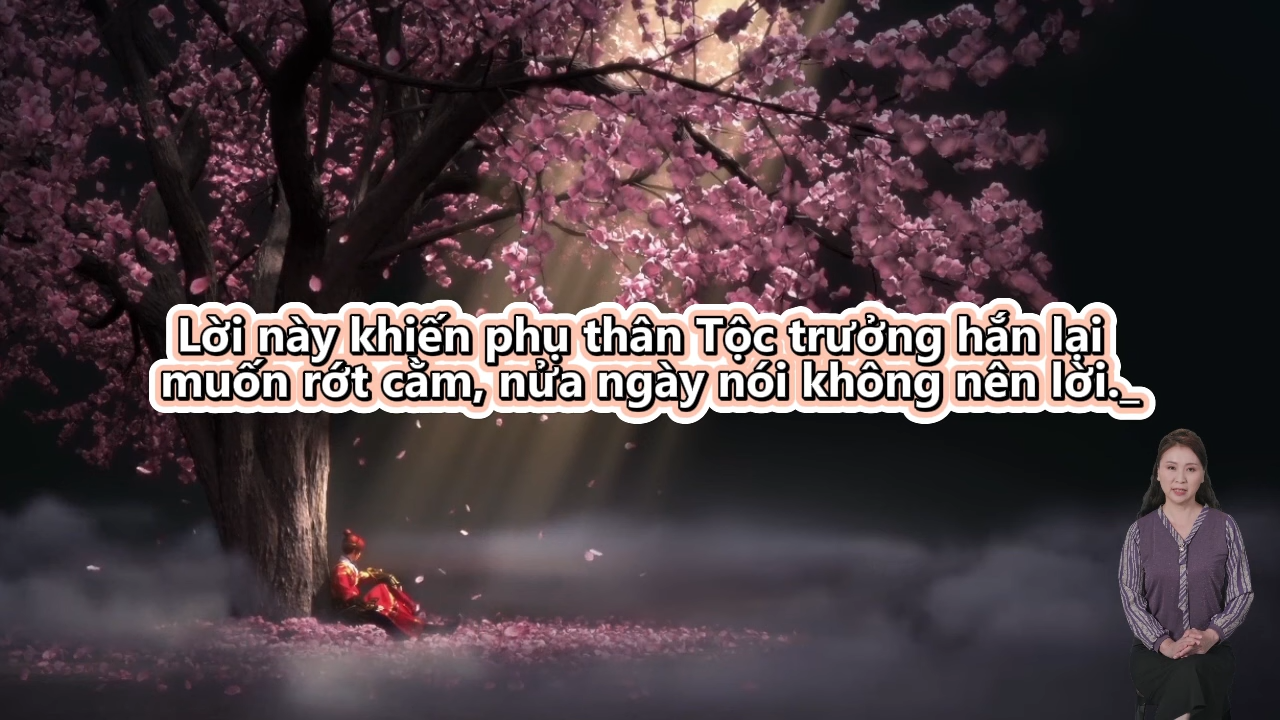 Lời này khiến phụ thân Tộc trưởng hắn lại
muốn rớt cằm, nửa ngày nói không nên lời._